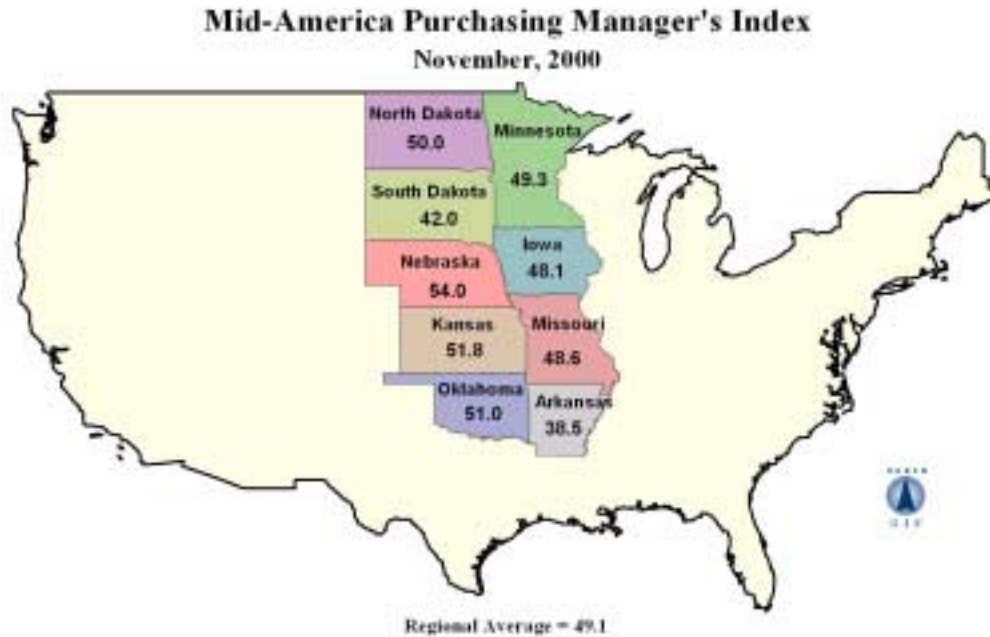 Mid-America Purchasing Manager's Index
November, 2000
North Dakota
50.0
Minnesota
49.3
South Dakota
42.0
Iowa
48.1
Nebraska
54.0
Kansas
51.8
Missouri
48.6
Oklahoma
51.0
Arkansas
38.5
Regional Average = 49.1